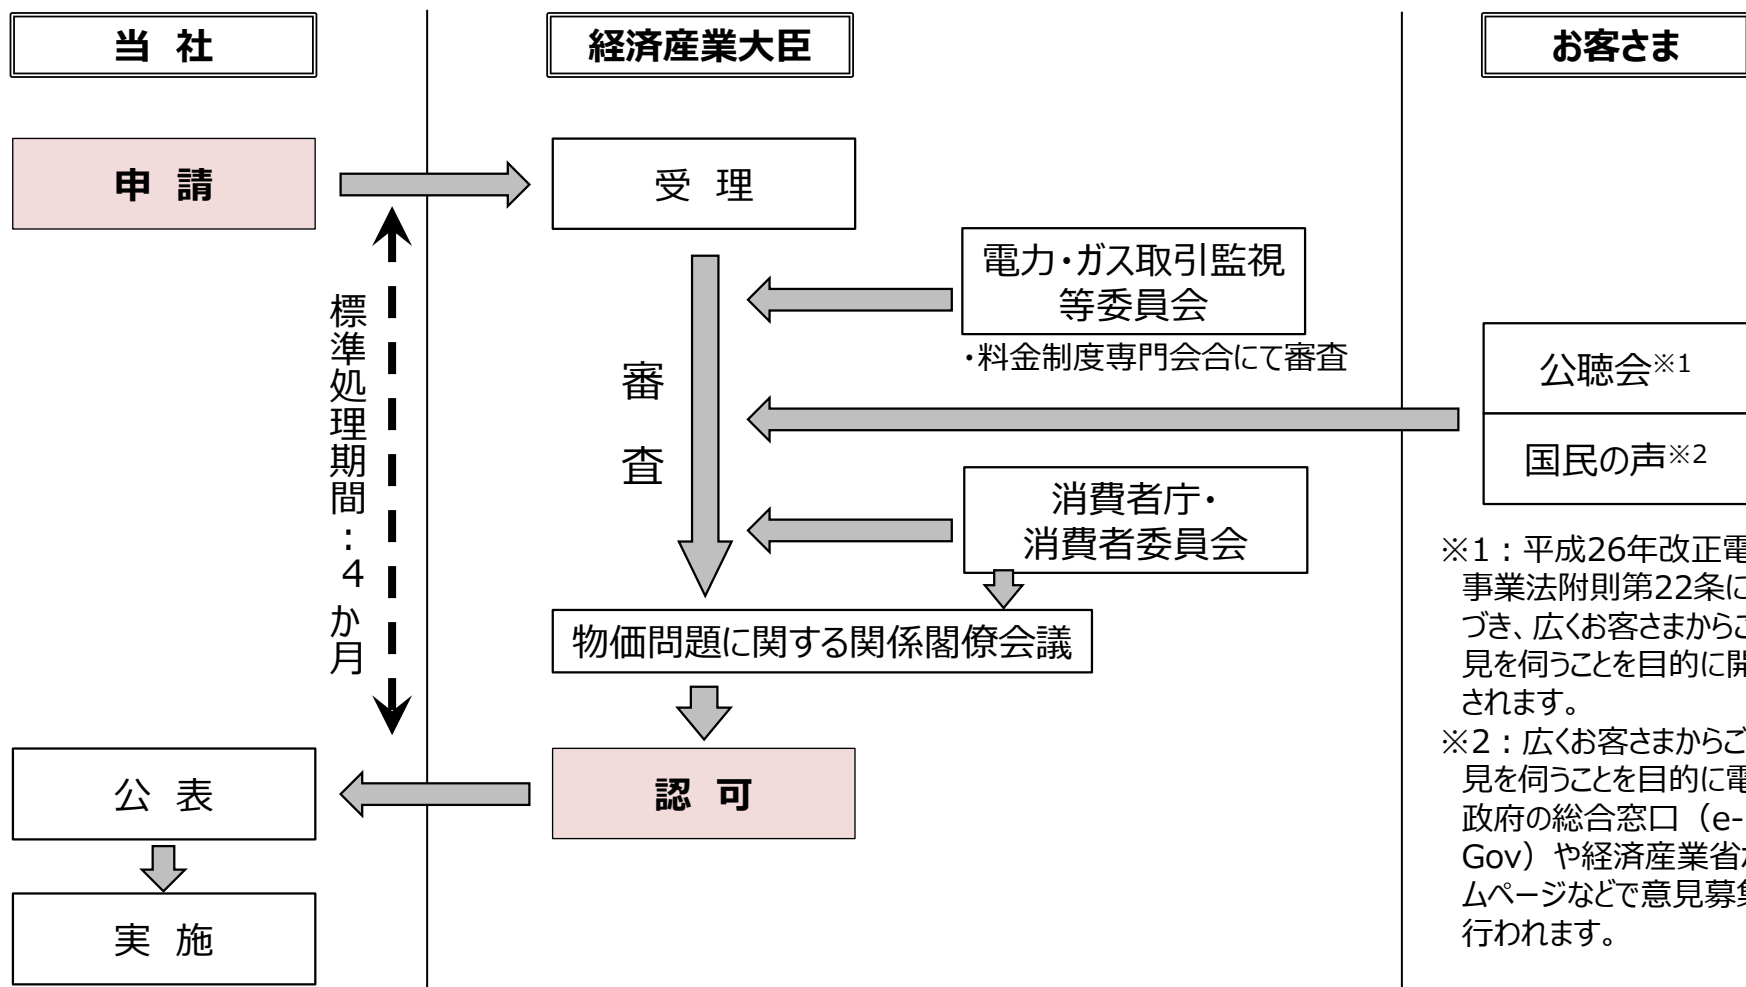 当 社
経済産業大臣
お客さま
申 請
受 理
電力・ガス取引監視
等委員会
・料金制度専門会合にて審査
標準処理期間：４か月
審 査
公聴会※1
国民の声※2
消費者庁・
消費者委員会
物価問題に関する関係閣僚会議
公 表
認 可
実 施
※1：平成26年改正電
事業法附則第22条に
づき、広くお客さまからご
見を伺うことを目的に開
されます。
※2：広くお客さまからご
見を伺うことを目的に電
政府の総合窓口（e-
Gov）や経済産業省
ムページなどで意見募
行われます。